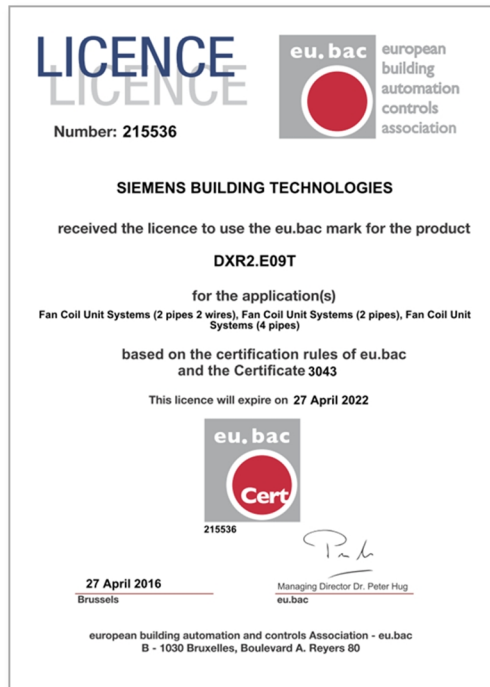 LICENCE
LICENCE
Number: 215536
eu.bac
european
building
automation
controls
association
SIEMENS BUILDING TECHNOLOGIES
received the licence to use the eu.bac mark for the product
DXR2.E09T
for the application(s)
Fan Coil Unit Systems (2 pipes 2 wires), Fan Coil Unit Systems (2 pipes), Fan Coil Unit
Systems (4 pipes)
based on the certification rules of eu.bac
and the Certificate 3043
This licence will expire on 27 April 2022
eu.bac
Cert
215536
27 April 2016
Brussels
Managing Director Dr. Peter Hug
eu.bac
european building automation and controls Association - eu.bac
B - 1030 Bruxelles, Boulevard A. Reyers 80